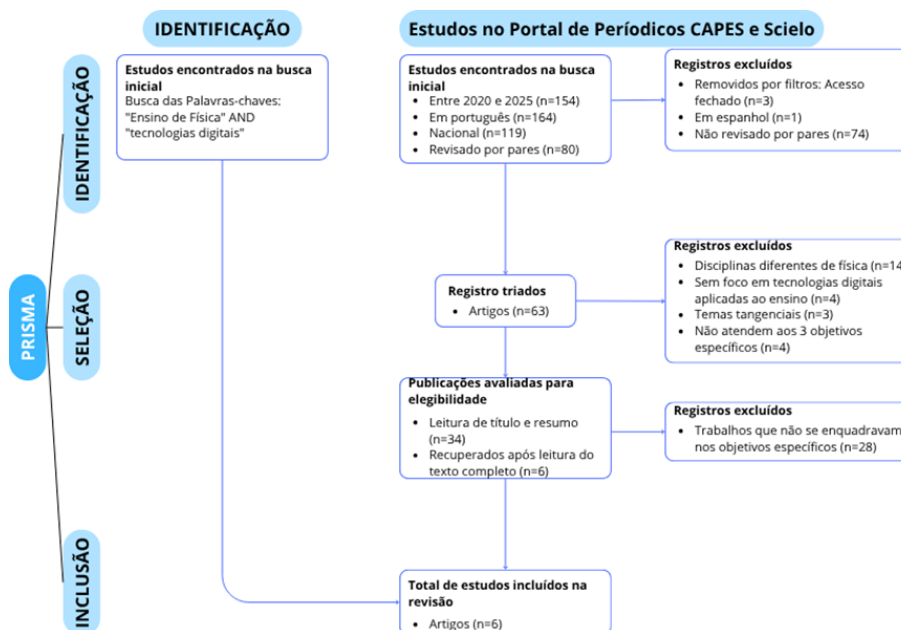 IDENTIFICAÇÃO
Estudos no Portal de Períodicos CAPES e Scielo
PRISMA
IDENTIFICAÇÃO
SELEÇÃO
INCLUSÃO
Estudos encontrados na busca
inicial
Busca das Palavras-chaves:
"Ensino de Física" AND
"tecnologias digitais"
Estudos encontrados na busca
inicial
• Entre 2020 e 2025 (n=154)
• Em português (n=164)
• Nacional (n=119)
• Revisado por pares (n=80)
Registros excluídos
• Removidos por filtros: Acesso
fechado (n=3)
• Em espanhol (n=1)
• Não revisado por pares (n=74)
Registro triados
• Artigos (n=63)
Registros excluídos
• Disciplinas diferentes de física (n=14
• Sem foco em tecnologias digitais
aplicadas ao ensino (n=4)
• Temas tangenciais (n=3)
• Não atendem aos 3 objetivos
específicos (n=4)
Publicações avaliadas para
elegibilidade
• Leitura de título e resumo
(n=34)
• Recuperados após leitura do
texto completo (n=6)
Registros excluídos
• Trabalhos que não se enquadravam
nos objetivos específicos (n=28)
Total de estudos incluídos na
revisão
• Artigos (n=6)